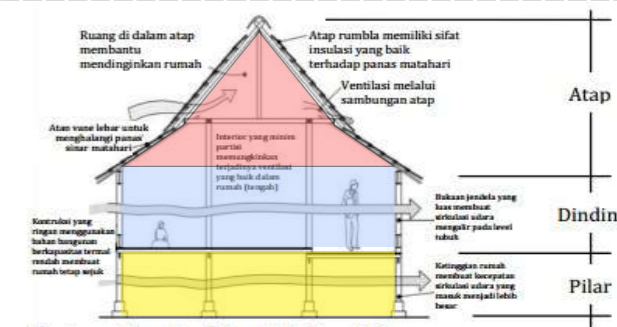 Ruang di dalam atap
membantu
mendinginkan rumah
Atap rumbla memiliki sifat
insulasi yang baik
terhadap panas matahari
Ventilasi melalui
sambungan atap
Atap
Atan vane lebar untuk
menghalangi panas
sinar matahari
Interior yang minim
partisi
memungkinkan
terjadinya ventilasi
yang baik dalam
rumah (tengah)
Bukaan jendela yang
luas membuat
sirkulasi udara
mengalir pada level
tubuh
Dindin
Kontruksi yang
ringan menggunakan
bahan bangunan
berkapasitas termal
rendah membuat
rumah tetap sejuk
Ketinggian rumah
membuat kecepatan
sirkulasi udara yang
masuk menjadi lebih
besar
Pilar